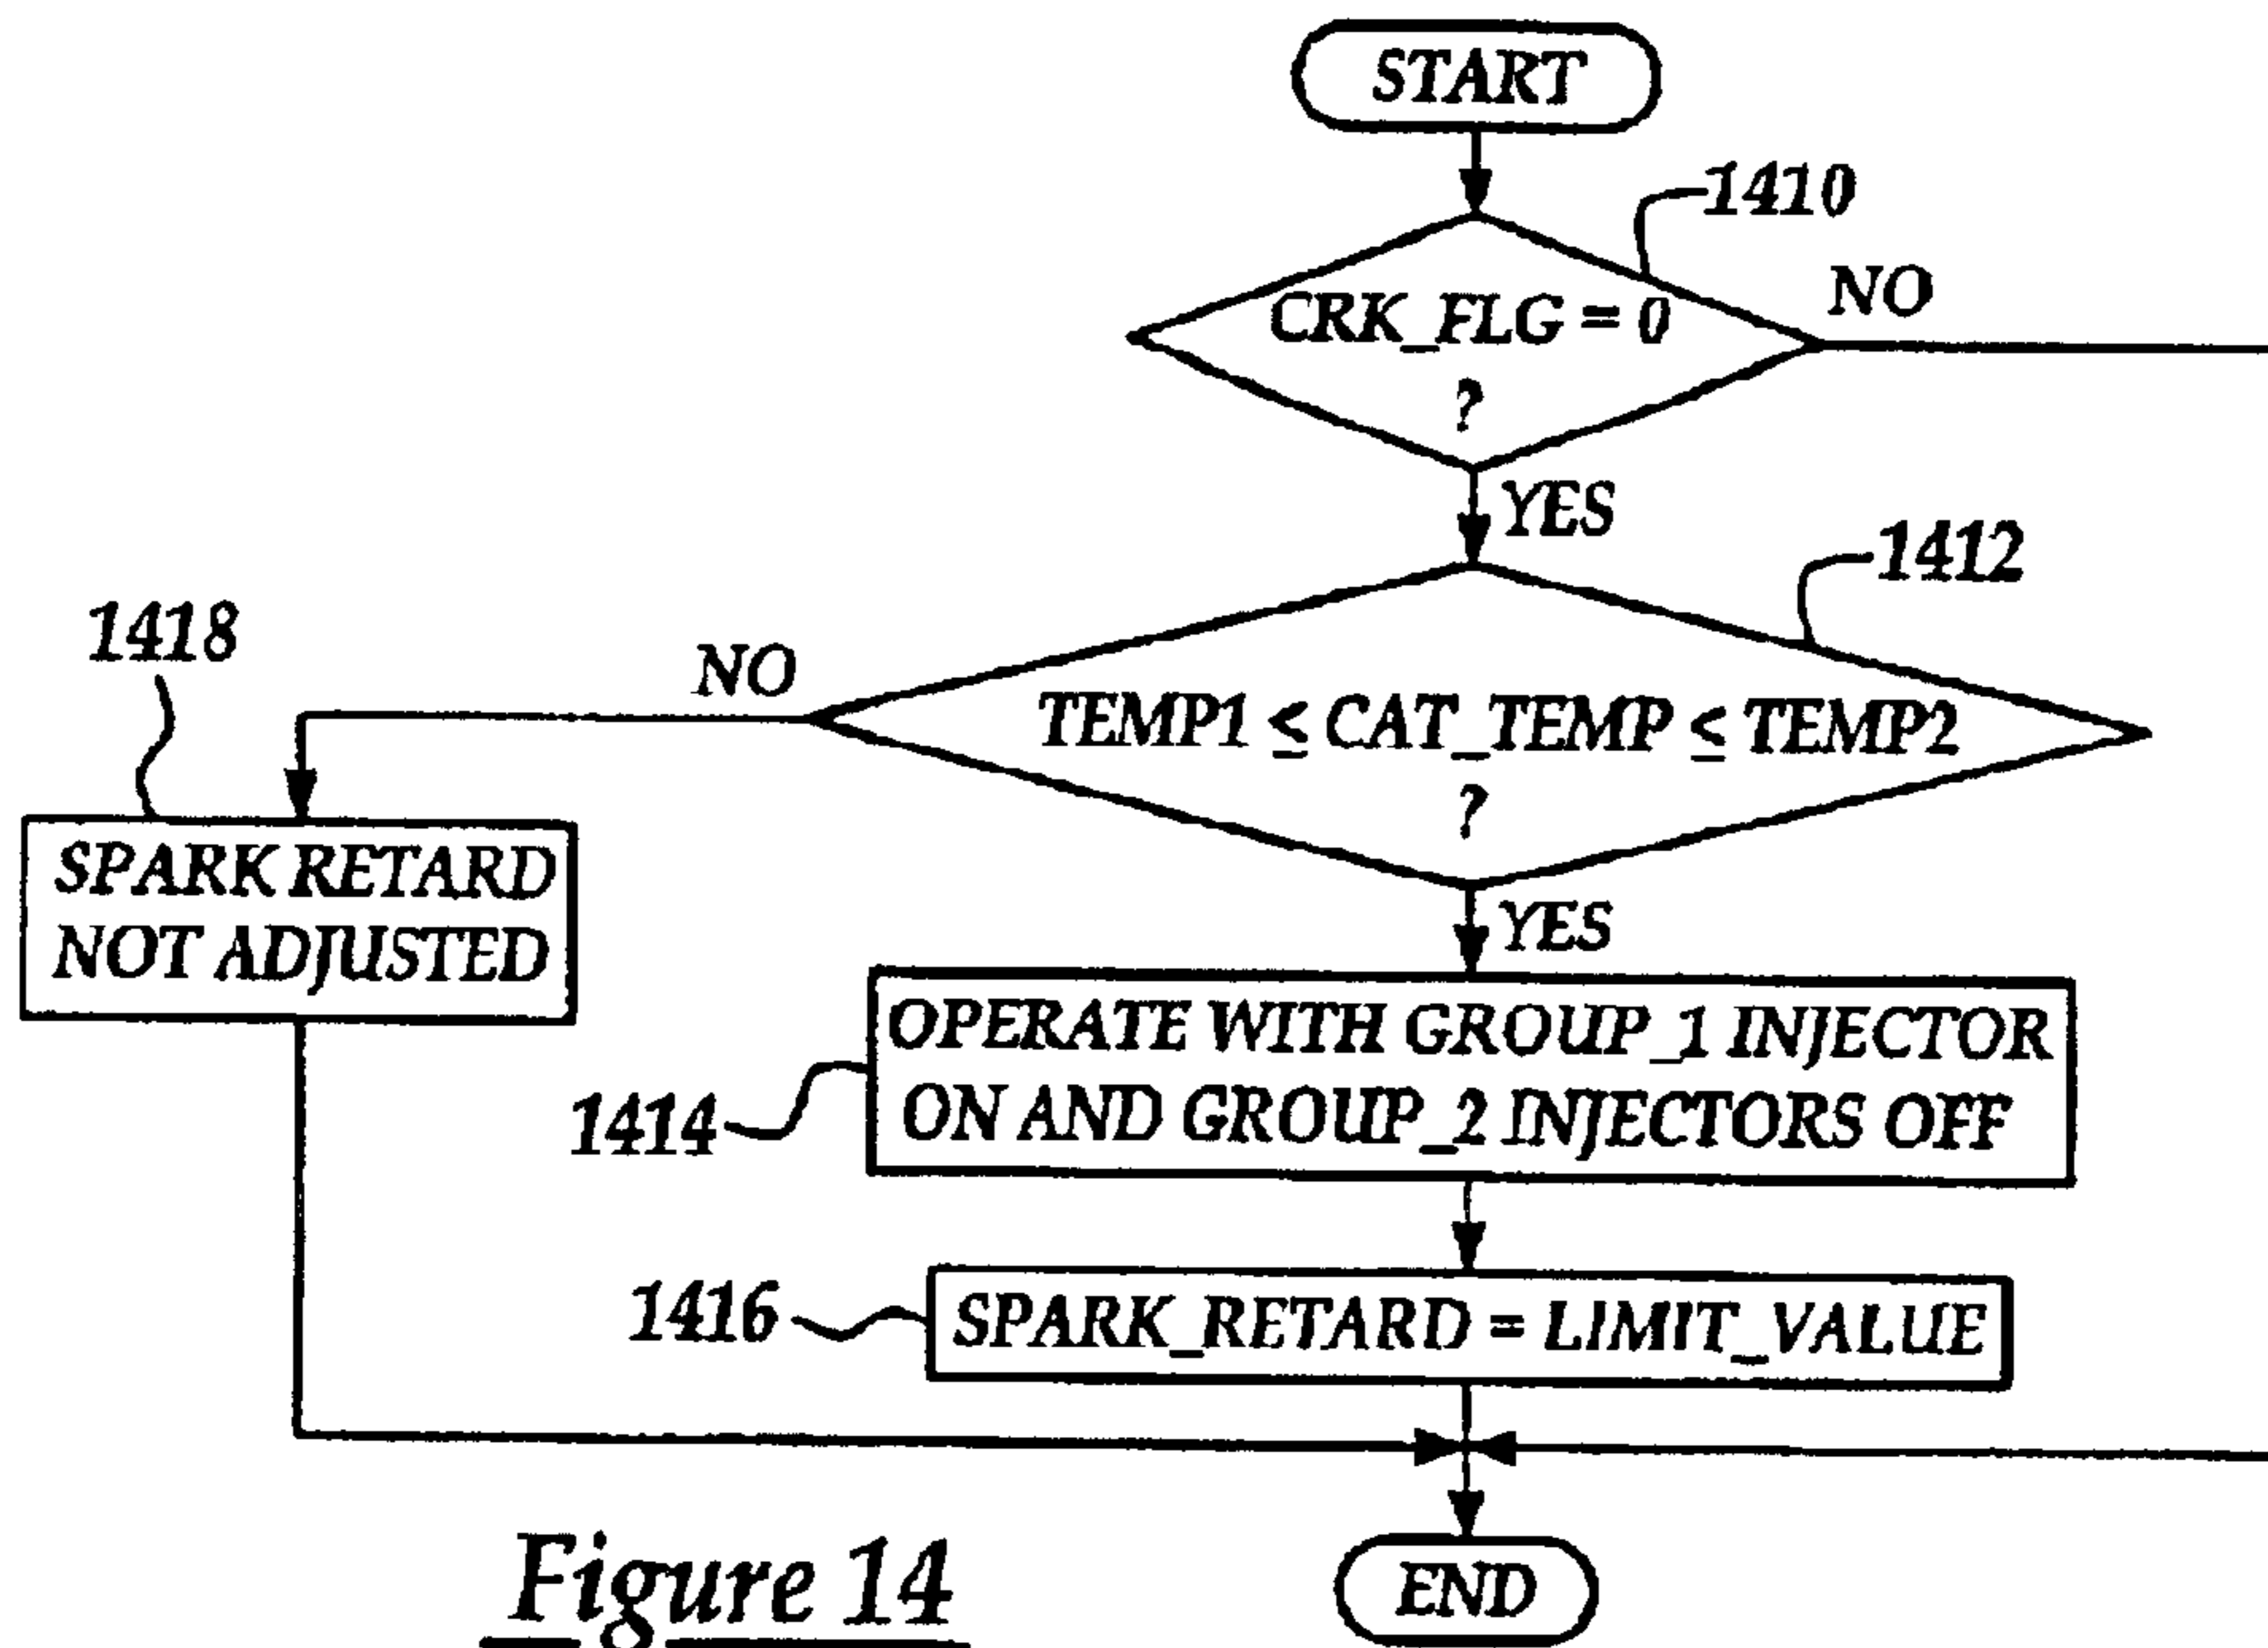 START
1410
CRK_FLG = 0
?
NO
YES
1412
1418
NO
TEMP1 ≤ CAT_TEMP ≤ TEMP2
?
SPARK RETARD
NOT ADJUSTED
YES
OPERATE WITH GROUP_1 INJECTOR
ON AND GROUP_2 INJECTORS OFF
1414
1416
SPARK_RETARD = LIMIT_VALUE
END
Figure 14